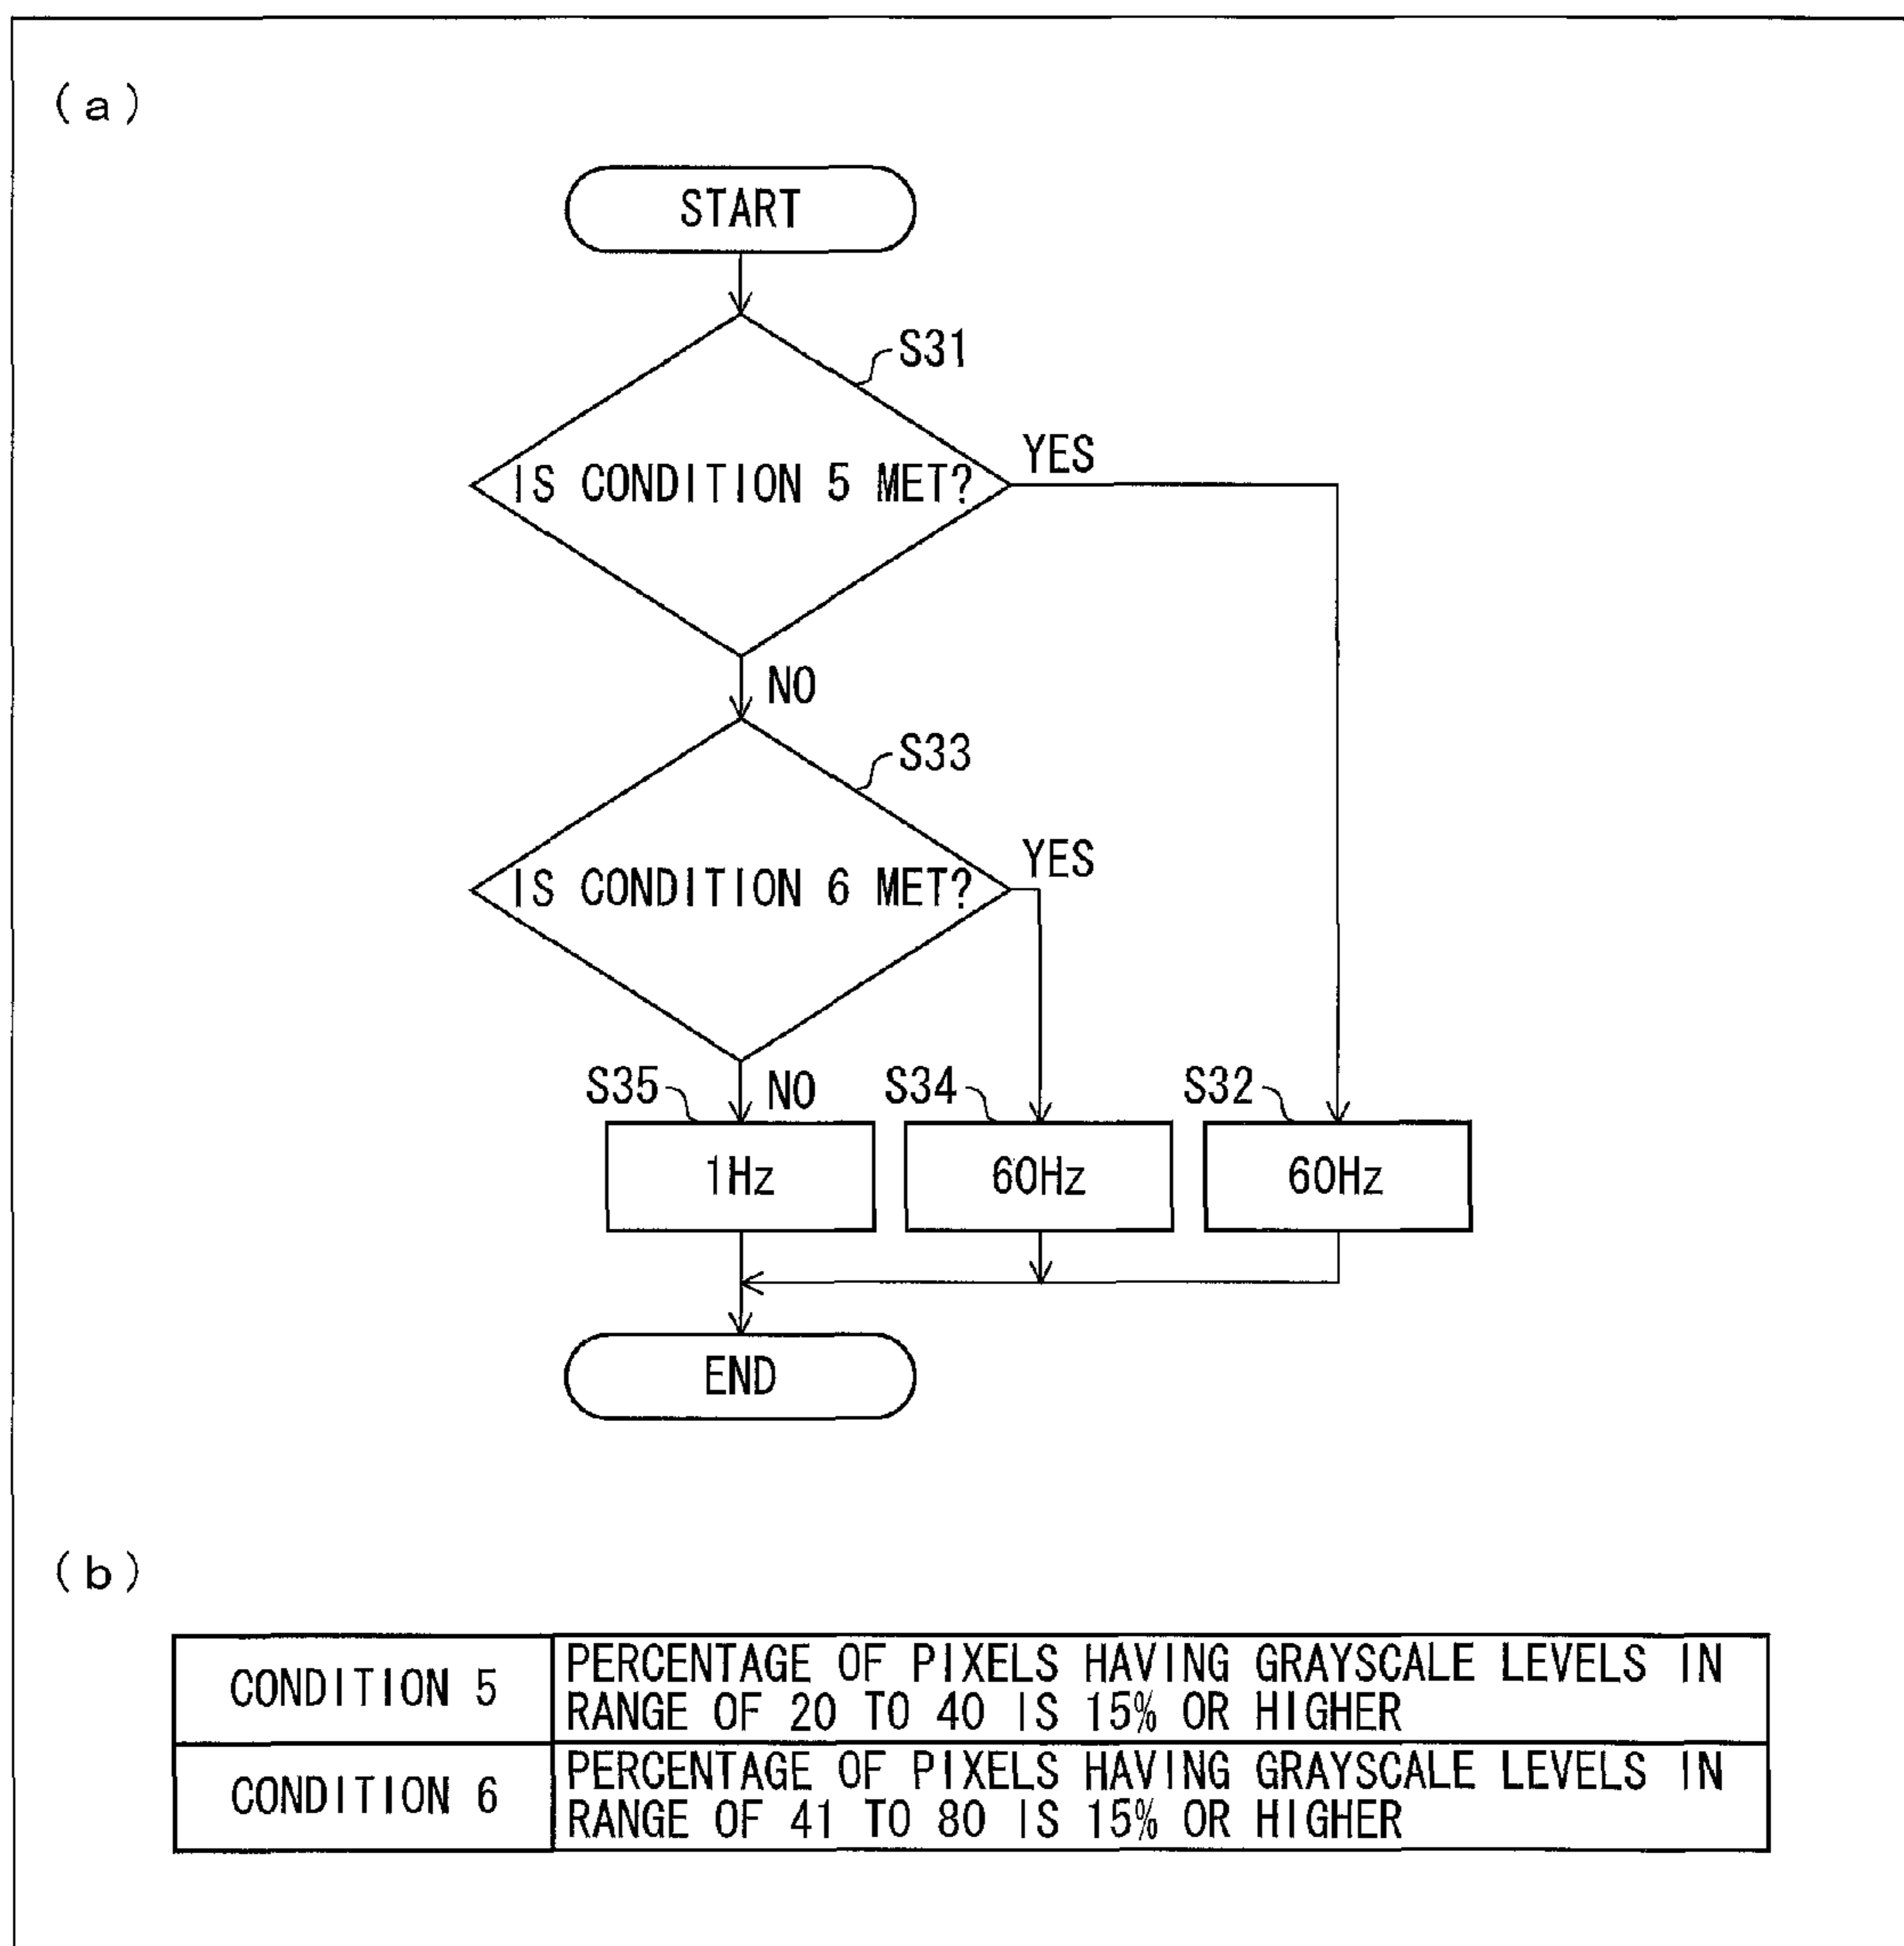 (a)
START
S31
IS CONDITION 5 MET?
YES
NO
S33
IS CONDITION 6 MET?
YES
NO
S35
S34
S32
1Hz
60Hz
60Hz
END
(b)
CONDITION 5
PERCENTAGE OF PIXELS HAVING GRAYSCALE LEVELS IN
RANGE OF 20 TO 40 IS 15% OR HIGHER
CONDITION 6
PERCENTAGE OF PIXELS HAVING GRAYSCALE LEVELS IN
RANGE OF 41 TO 80 IS 15% OR HIGHER